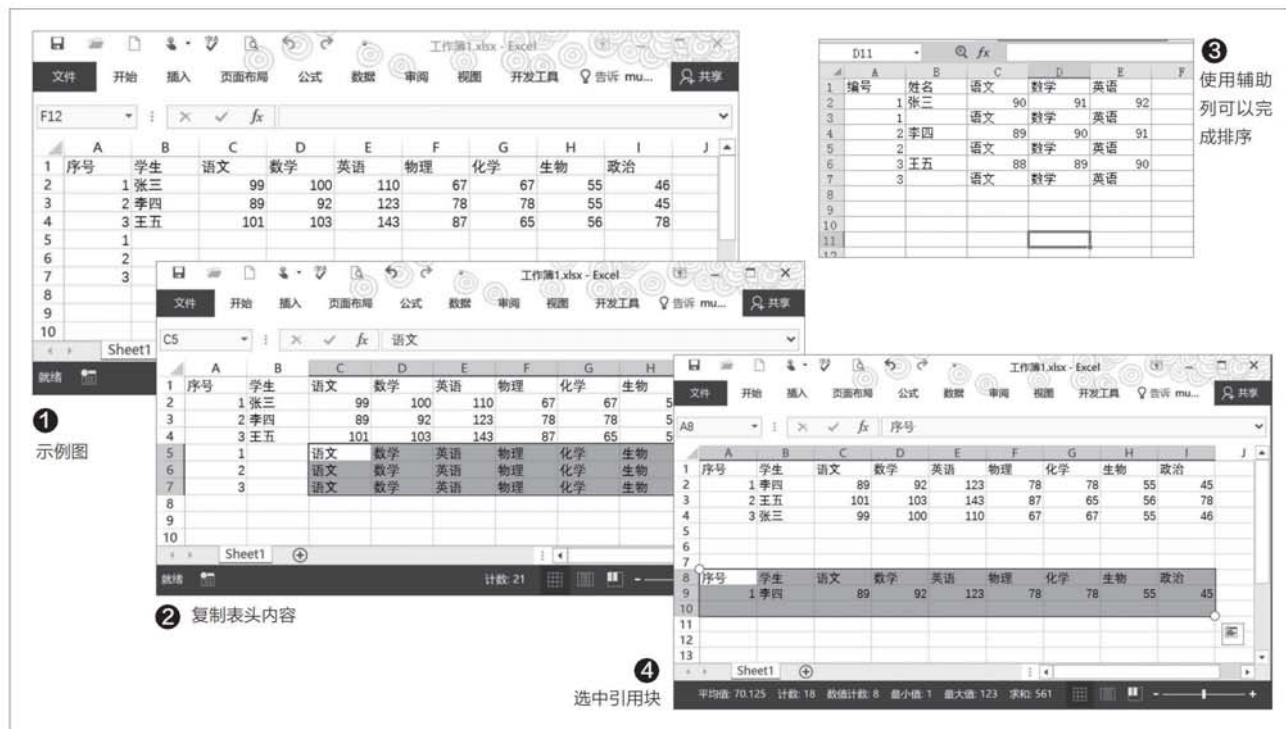 工作簿1.xlsx - Excel
文件 开始 插入 页面布局 公式 数据 审阅 视图 开发工具 告诉 mu... 共享
F12 fx
A B C D E F G H I J
1 序号 学生 语文 数学 英语 物理 化学 生物 政治
2 1 张三 99 100 110 67 67 55 46
3 2 李四 89 92 123 78 78 55 45
4 3 王五 101 103 143 87 65 56 78
5 1
6 2
7 3
8
9
10
Sheet1
就绪
1
示例图
工作簿1.xlsx - Excel
文件 开始 插入 页面布局 公式 数据 审阅 视图 开发工具 告诉 mu... 共享
C5 fx 语文
A B C D E F G H
1 序号 学生 语文 数学 英语 物理 化学 生物
2 1 张三 99 100 110 67 67 5
3 2 李四 89 92 123 78 78 5
4 3 王五 101 103 143 87 65 5
5 1 语文 数学 英语 物理 化学 生物
6 2 语文 数学 英语 物理 化学 生物
7 3 语文 数学 英语 物理 化学 生物
8
9
10
Sheet1
就绪 计数: 21
2 复制表头内容
D11 fx
A B C D E F
1 编号 姓名 语文 数学 英语
2 1 张三 90 91 92
3 1 语文 数学 英语
4 2 李四 89 90 91
5 2 语文 数学 英语
6 3 王五 88 89 90
7 3 语文 数学 英语
8
9
10
11
12
3
使用辅助
列可以完
成排序
工作簿1.xlsx - Excel
文件 开始 插入 页面布局 公式 数据 审阅 视图 开发工具 告诉 mu... 共享
A8 fx 序号
A B C D E F G H I J
1 序号 学生 语文 数学 英语 物理 化学 生物 政治
2 1 李四 89 92 123 78 78 55 45
3 2 王五 101 103 143 87 65 56 78
4 3 张三 99 100 110 67 67 55 46
5
6
7
8 序号 学生 语文 数学 英语 物理 化学 生物 政治
9 1 李四 89 92 123 78 78 55 45
10
11
12
13
Sheet1
平均值: 70.125 计数: 18 数值计数: 8 最小值: 1 最大值: 123 求和: 561
4
选中引用块